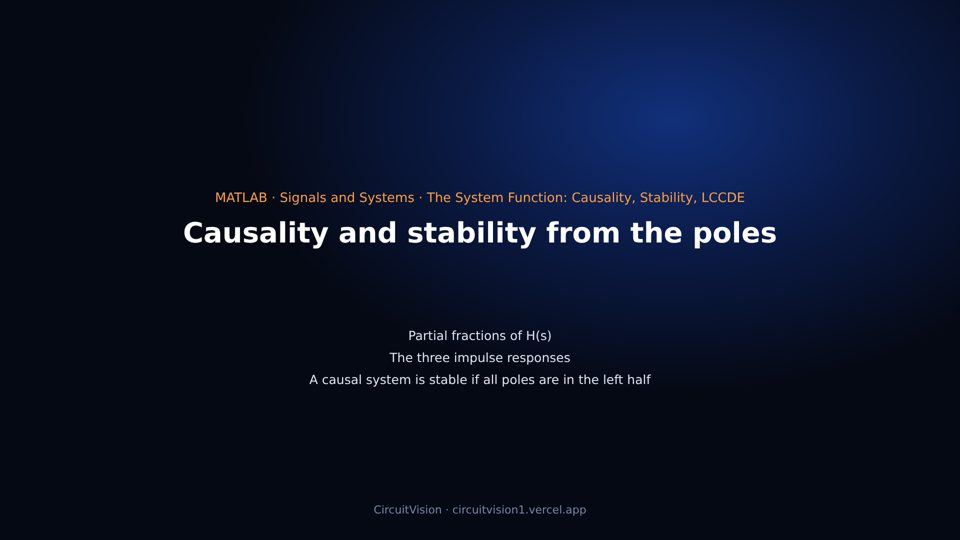 MATLAB · Signals and Systems · The System Function: Causality, Stability, LCCDE
Causality and stability from the poles
Partial fractions of H(s)
The three impulse responses
A causal system is stable if all poles are in the left half
CircuitVision · circuitvision1.vercel.app